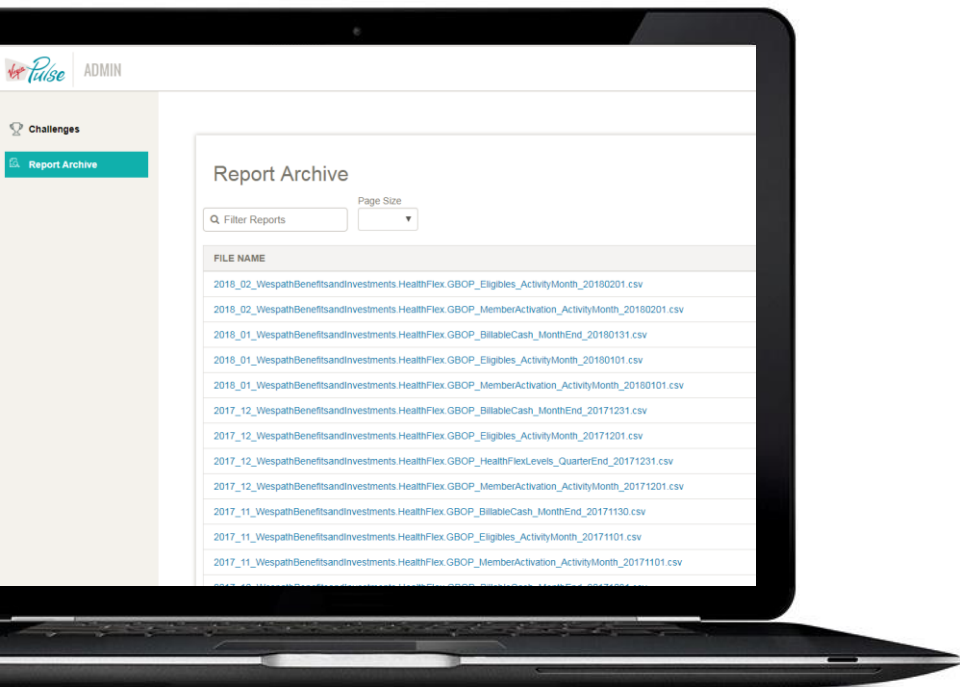 Virgin Pulse ADMIN
Challenges
Report Archive
Report Archive
Page Size
Filter Reports
FILE NAME
2018_02_WespathBenefitsandInvestments.HealthFlex.GBOP_Eligibles_ActivityMonth_20180201.csv
2018_02_WespathBenefitsandInvestments.HealthFlex.GBOP_MemberActivation_ActivityMonth_20180201.csv
2018_01_WespathBenefitsandInvestments.HealthFlex.GBOP_BillableCash_MonthEnd_20180131.csv
2018_01_WespathBenefitsandInvestments.HealthFlex.GBOP_Eligibles_ActivityMonth_20180101.csv
2018_01_WespathBenefitsandInvestments.HealthFlex.GBOP_MemberActivation_ActivityMonth_20180101.csv
2017_12_WespathBenefitsandInvestments.HealthFlex.GBOP_BillableCash_MonthEnd_20171231.csv
2017_12_WespathBenefitsandInvestments.HealthFlex.GBOP_Eligibles_ActivityMonth_20171201.csv
2017_12_WespathBenefitsandInvestments.HealthFlex.GBOP_HealthFlexLevels_QuarterEnd_20171231.csv
2017_12_WespathBenefitsandInvestments.HealthFlex.GBOP_MemberActivation_ActivityMonth_20171201.csv
2017_11_WespathBenefitsandInvestments.HealthFlex.GBOP_BillableCash_MonthEnd_20171130.csv
2017_11_WespathBenefitsandInvestments.HealthFlex.GBOP_Eligibles_ActivityMonth_20171101.csv
2017_11_WespathBenefitsandInvestments.HealthFlex.GBOP_MemberActivation_ActivityMonth_20171101.csv